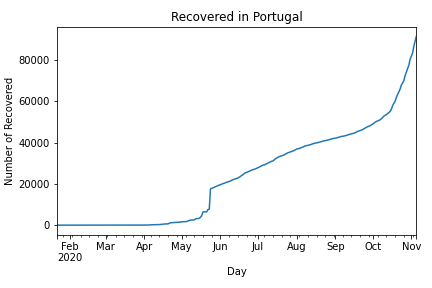 Recovered in Portugal
Number of Recovered
80000
60000
40000
20000
0
Feb Mar Apr May Jun Jul Aug Sep Oct Nov
2020
Day